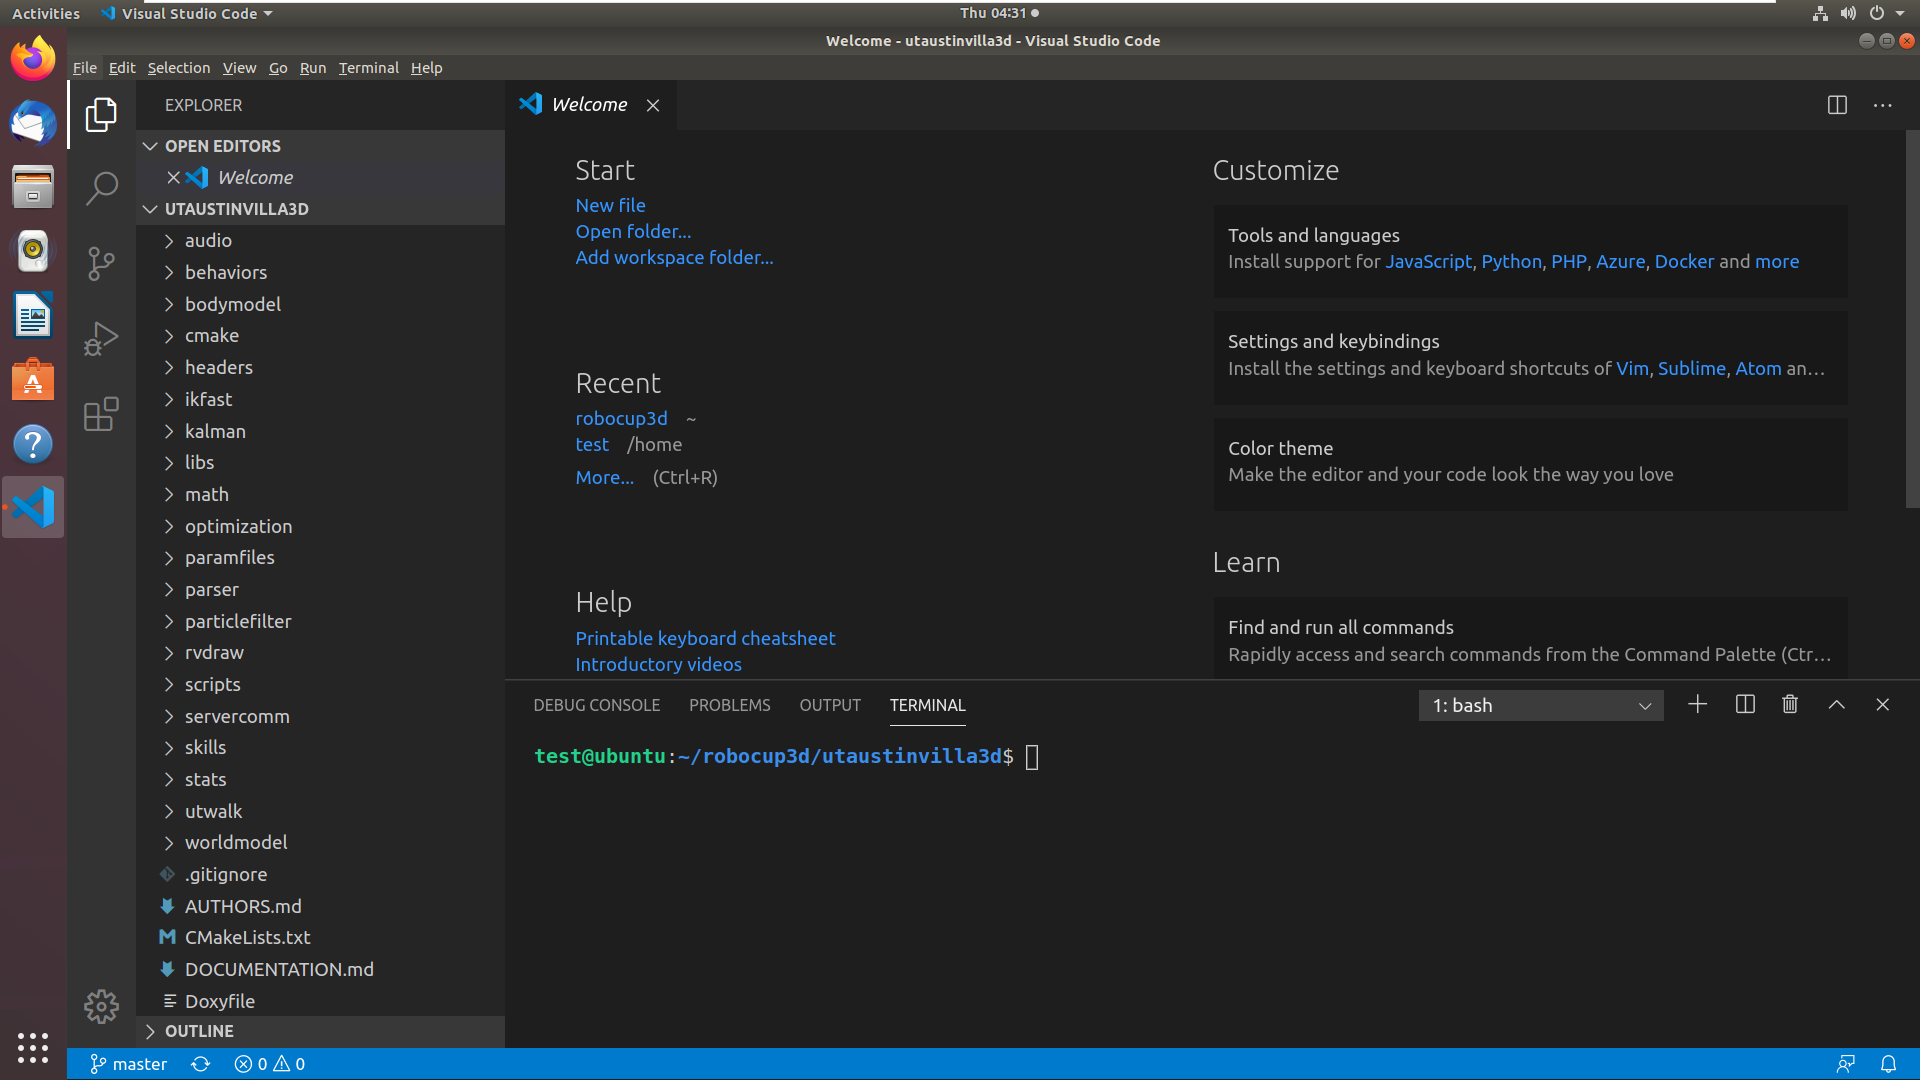 Activities
Visual Studio Code
Thu 04:31
Welcome - utaustinvilla3d - Visual Studio Code
File Edit Selection View Go Run Terminal Help
EXPLORER
OPEN EDITORS
Welcome
UTAUSTINVILLA3D
audio
behaviors
bodymodel
cmake
headers
ikfast
kalman
libs
math
optimization
paramfiles
parser
particlefilter
rvdraw
scripts
servercomm
skills
stats
utwalk
worldmodel
.gitignore
AUTHORS.md
CMakeLists.txt
DOCUMENTATION.md
Doxyfile
OUTLINE
Welcome
Start
New file
Open folder...
Add workspace folder...
Recent
robocup3d ~
test /home
More... (Ctrl+R)
Help
Printable keyboard cheatsheet
Introductory videos
Customize
Tools and languages
Install support for JavaScript, Python, PHP, Azure, Docker and more
Settings and keybindings
Install the settings and keyboard shortcuts of Vim, Sublime, Atom an...
Color theme
Make the editor and your code look the way you love
Learn
Find and run all commands
Rapidly access and search commands from the Command Palette (Ctr...
DEBUG CONSOLE PROBLEMS OUTPUT TERMINAL
1: bash
test@ubuntu:~/robocup3d/utaustinvilla3d$
master 0 0